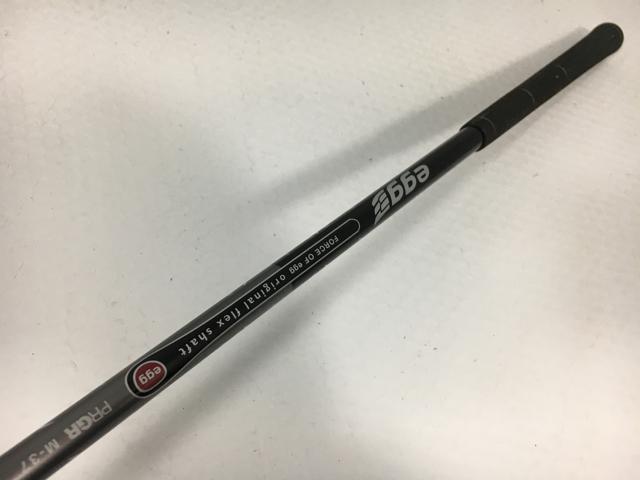 egg
FORCE OF egg original flex shaft
egg
PRGR M-37